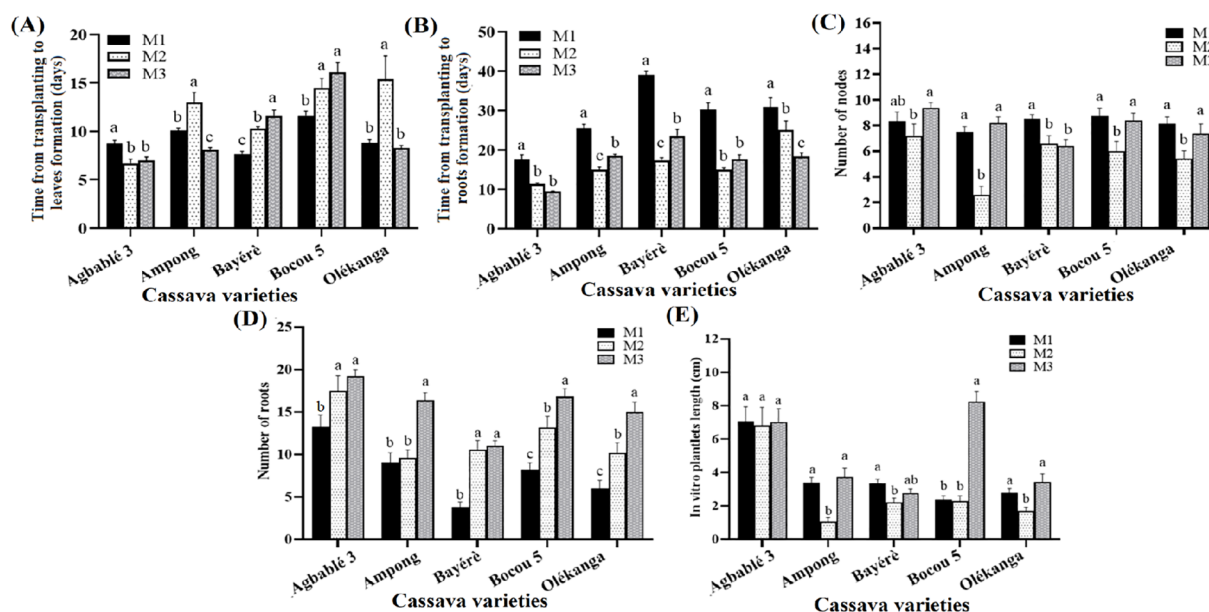 (A)
Time from transplanting to
leaves formation (days)
20
15
10
5
0
M1
M2
M3
a b b
b a c
c b a
b a a
b a b
Agbablé 3
Ampong
Bayérè
Bocou 5
Olékanga
Cassava varieties
(B)
Time from transplanting to
roots formation (days)
50
40
30
20
10
0
M1
M2
M3
a b b
a c b
a c b
a b b
a b c
Agbablé 3
Ampong
Bayérè
Bocou 5
Olékanga
Cassava varieties
(C)
Number of nodes
16
14
12
10
8
6
4
2
0
ab b a
a b a
a b b
a b a
a b a
Agbablé 3
Ampong
Bayérè
Bocou 5
Olékanga
Cassava varieties
(D)
Number of roots
25
20
15
10
5
0
M1
M2
M3
b a a
b b a
b a a
c b a
c b a
Agbablé 3
Ampong
Bayérè
Bocou 5
Olékanga
Cassava varieties
(E)
In vitro plantlets length (cm)
12
10
8
6
4
2
0
M1
M2
M3
a a a
a b a
a b ab
b b a
a b a
Agbablé 3
Ampong
Bayérè
Bocou 5
Olékanga
Cassava varieties